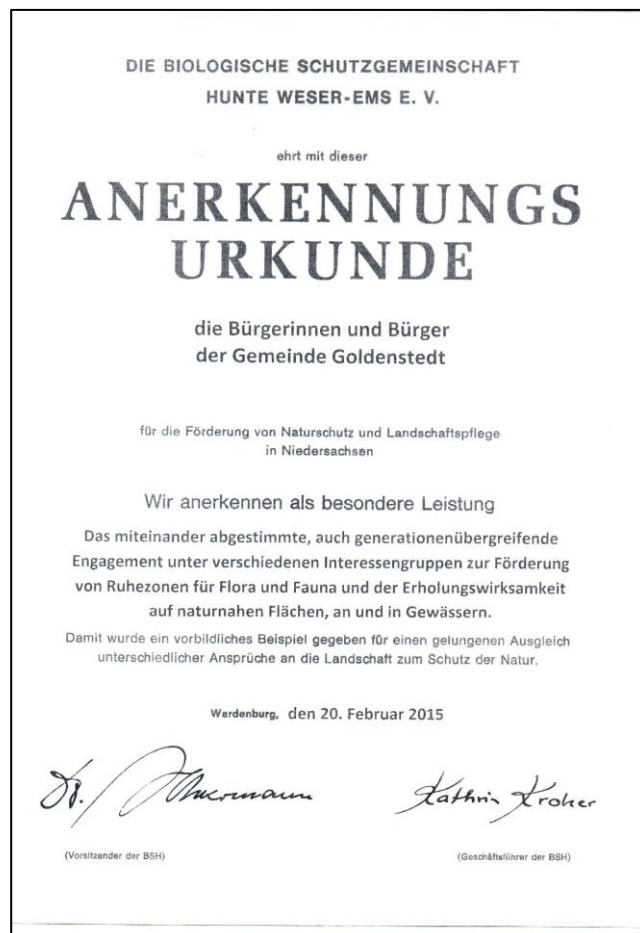 DIE BIOLOGISCHE SCHUTZGEMEINSCHAFT
HUNTE WESER-EMS E. V.
ehrt mit dieser
ANERKENNUNGS
URKUNDE
die Bürgerinnen und Bürger
der Gemeinde Goldenstedt
für die Förderung von Naturschutz und Landschaftspflege
in Niedersachsen
Wir anerkennen als besondere Leistung
Das miteinander abgestimmte, auch generationenübergreifende
Engagement unter verschiedenen Interessengruppen zur Förderung
von Ruhezonen für Flora und Fauna und der Erholungswirksamkeit
auf naturnahen Flächen, an und in Gewässern.
Damit wurde ein vorbildliches Beispiel gegeben für einen gelungenen Ausgleich
unterschiedlicher Ansprüche an die Landschaft zum Schutz der Natur.
Wardenburg, den 20. Februar 2015
Dr. Kathrin Kroker
(Vorsitzender der BSH) (Geschäftsführer der BSH)